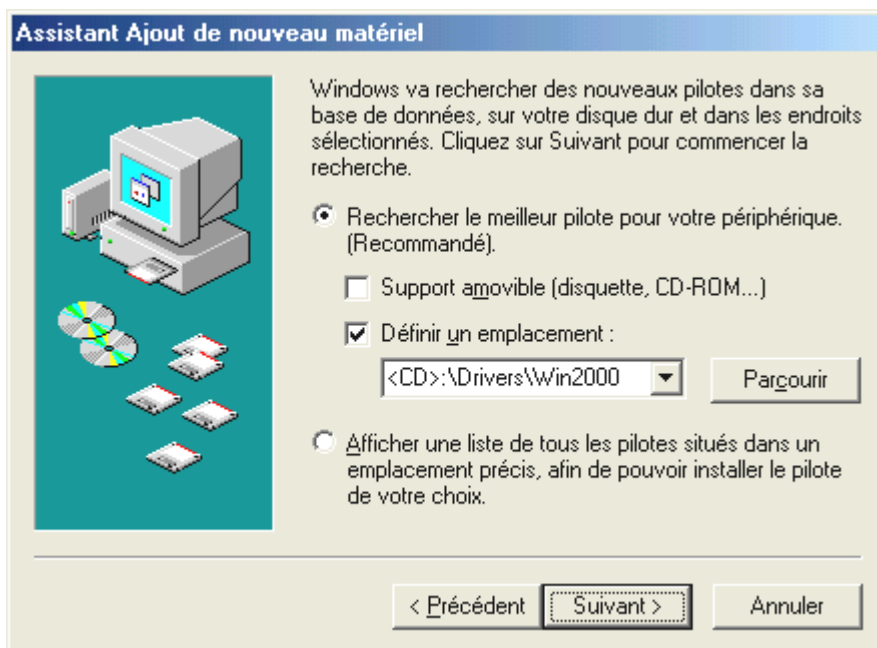 Assistant Ajout de nouveau matériel
Windows va rechercher des nouveaux pilotes dans sa
base de données, sur votre disque dur et dans les endroits
sélectionnés. Cliquez sur Suivant pour commencer la
recherche.
Rechercher le meilleur pilote pour votre périphérique.
(Recommandé).
Support amovible (disquette, CD-ROM...)
Définir un emplacement :
<CD>:\Drivers\Win2000
Parcourir
Afficher une liste de tous les pilotes situés dans un
emplacement précis, afin de pouvoir installer le pilote
de votre choix.
< Précédent
Suivant >
Annuler